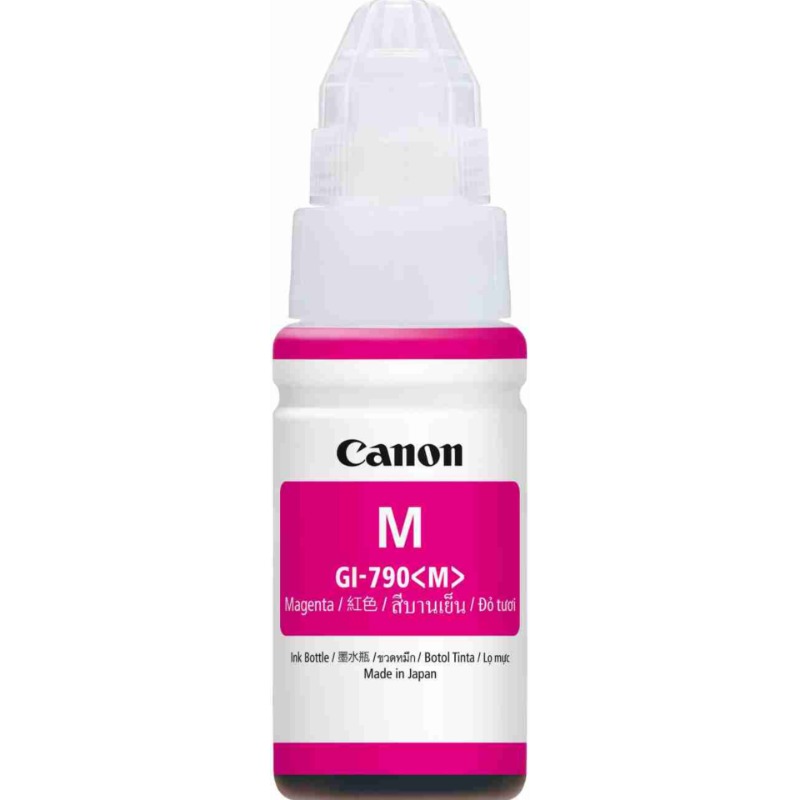 Canon
M
GI-790<M>
Magenta / 紅色 / สีบานเย็น / Đỏ tươi
Ink Bottle / 墨水瓶 / ขวดหมึก / Botol Tinta / Lọ mực
Made in Japan